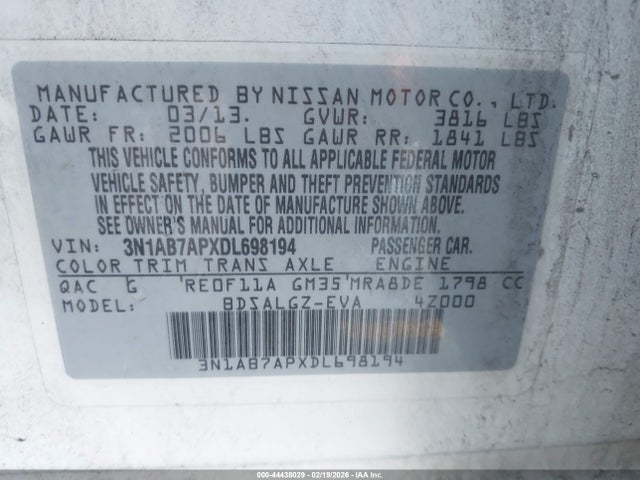 MANUFACTURED BY NISSAN MOTOR CO., LTD.
DATE: 03/13. GVWR: 3816 LBS
GAWR FR: 2006 LBS GAWR RR: 1841 LBS
THIS VEHICLE CONFORMS TO ALL APPLICABLE FEDERAL MOTOR
VEHICLE SAFETY, BUMPER AND THEFT PREVENTION STANDARDS
IN EFFECT ON THE DATE OF MANUFACTURE SHOWN ABOVE.
SEE OWNER'S MANUAL FOR ADDITIONAL INFORMATION.
VIN: 3N1AB7APXDL698194 PASSENGER CAR.
COLOR TRIM TRANS AXLE ENGINE
QAC G 'RE0F11A GM35'MRA8DE 1798 CC
MODEL: BDSALGZ-EVA 4Z000
3N1AB7APXDL698194
000-44438029 - 02/19/2026 - IAAI.COM